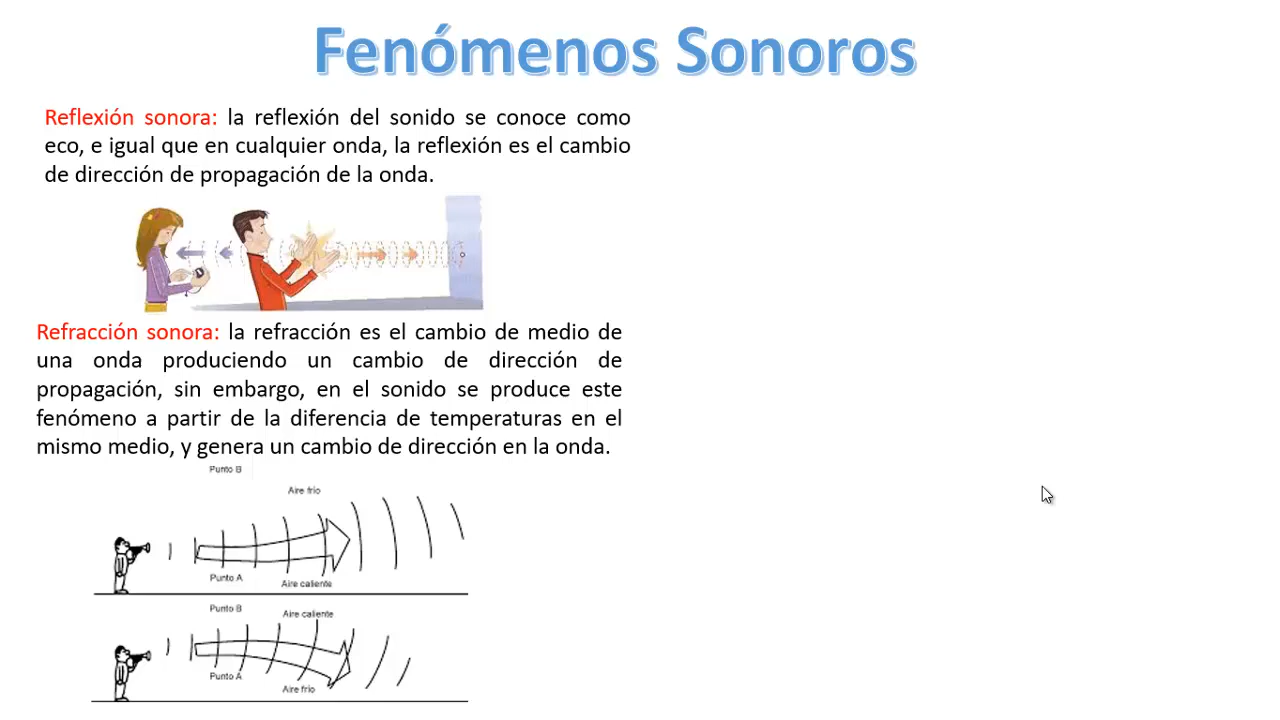 Fenómenos Sonoros
Reflexión sonora: la reflexión del sonido se conoce como
eco, e igual que en cualquier onda, la reflexión es el cambio
de dirección de propagación de la onda.
Refracción sonora: la refracción es el cambio de medio de
una onda produciendo un cambio de dirección de
propagación, sin embargo, en el sonido se produce este
fenómeno a partir de la diferencia de temperaturas en el
mismo medio, y genera un cambio de dirección en la onda.
Punto B
Aire frío
Punto A
Aire caliente
Punto B
Aire caliente
Punto A
Aire frío